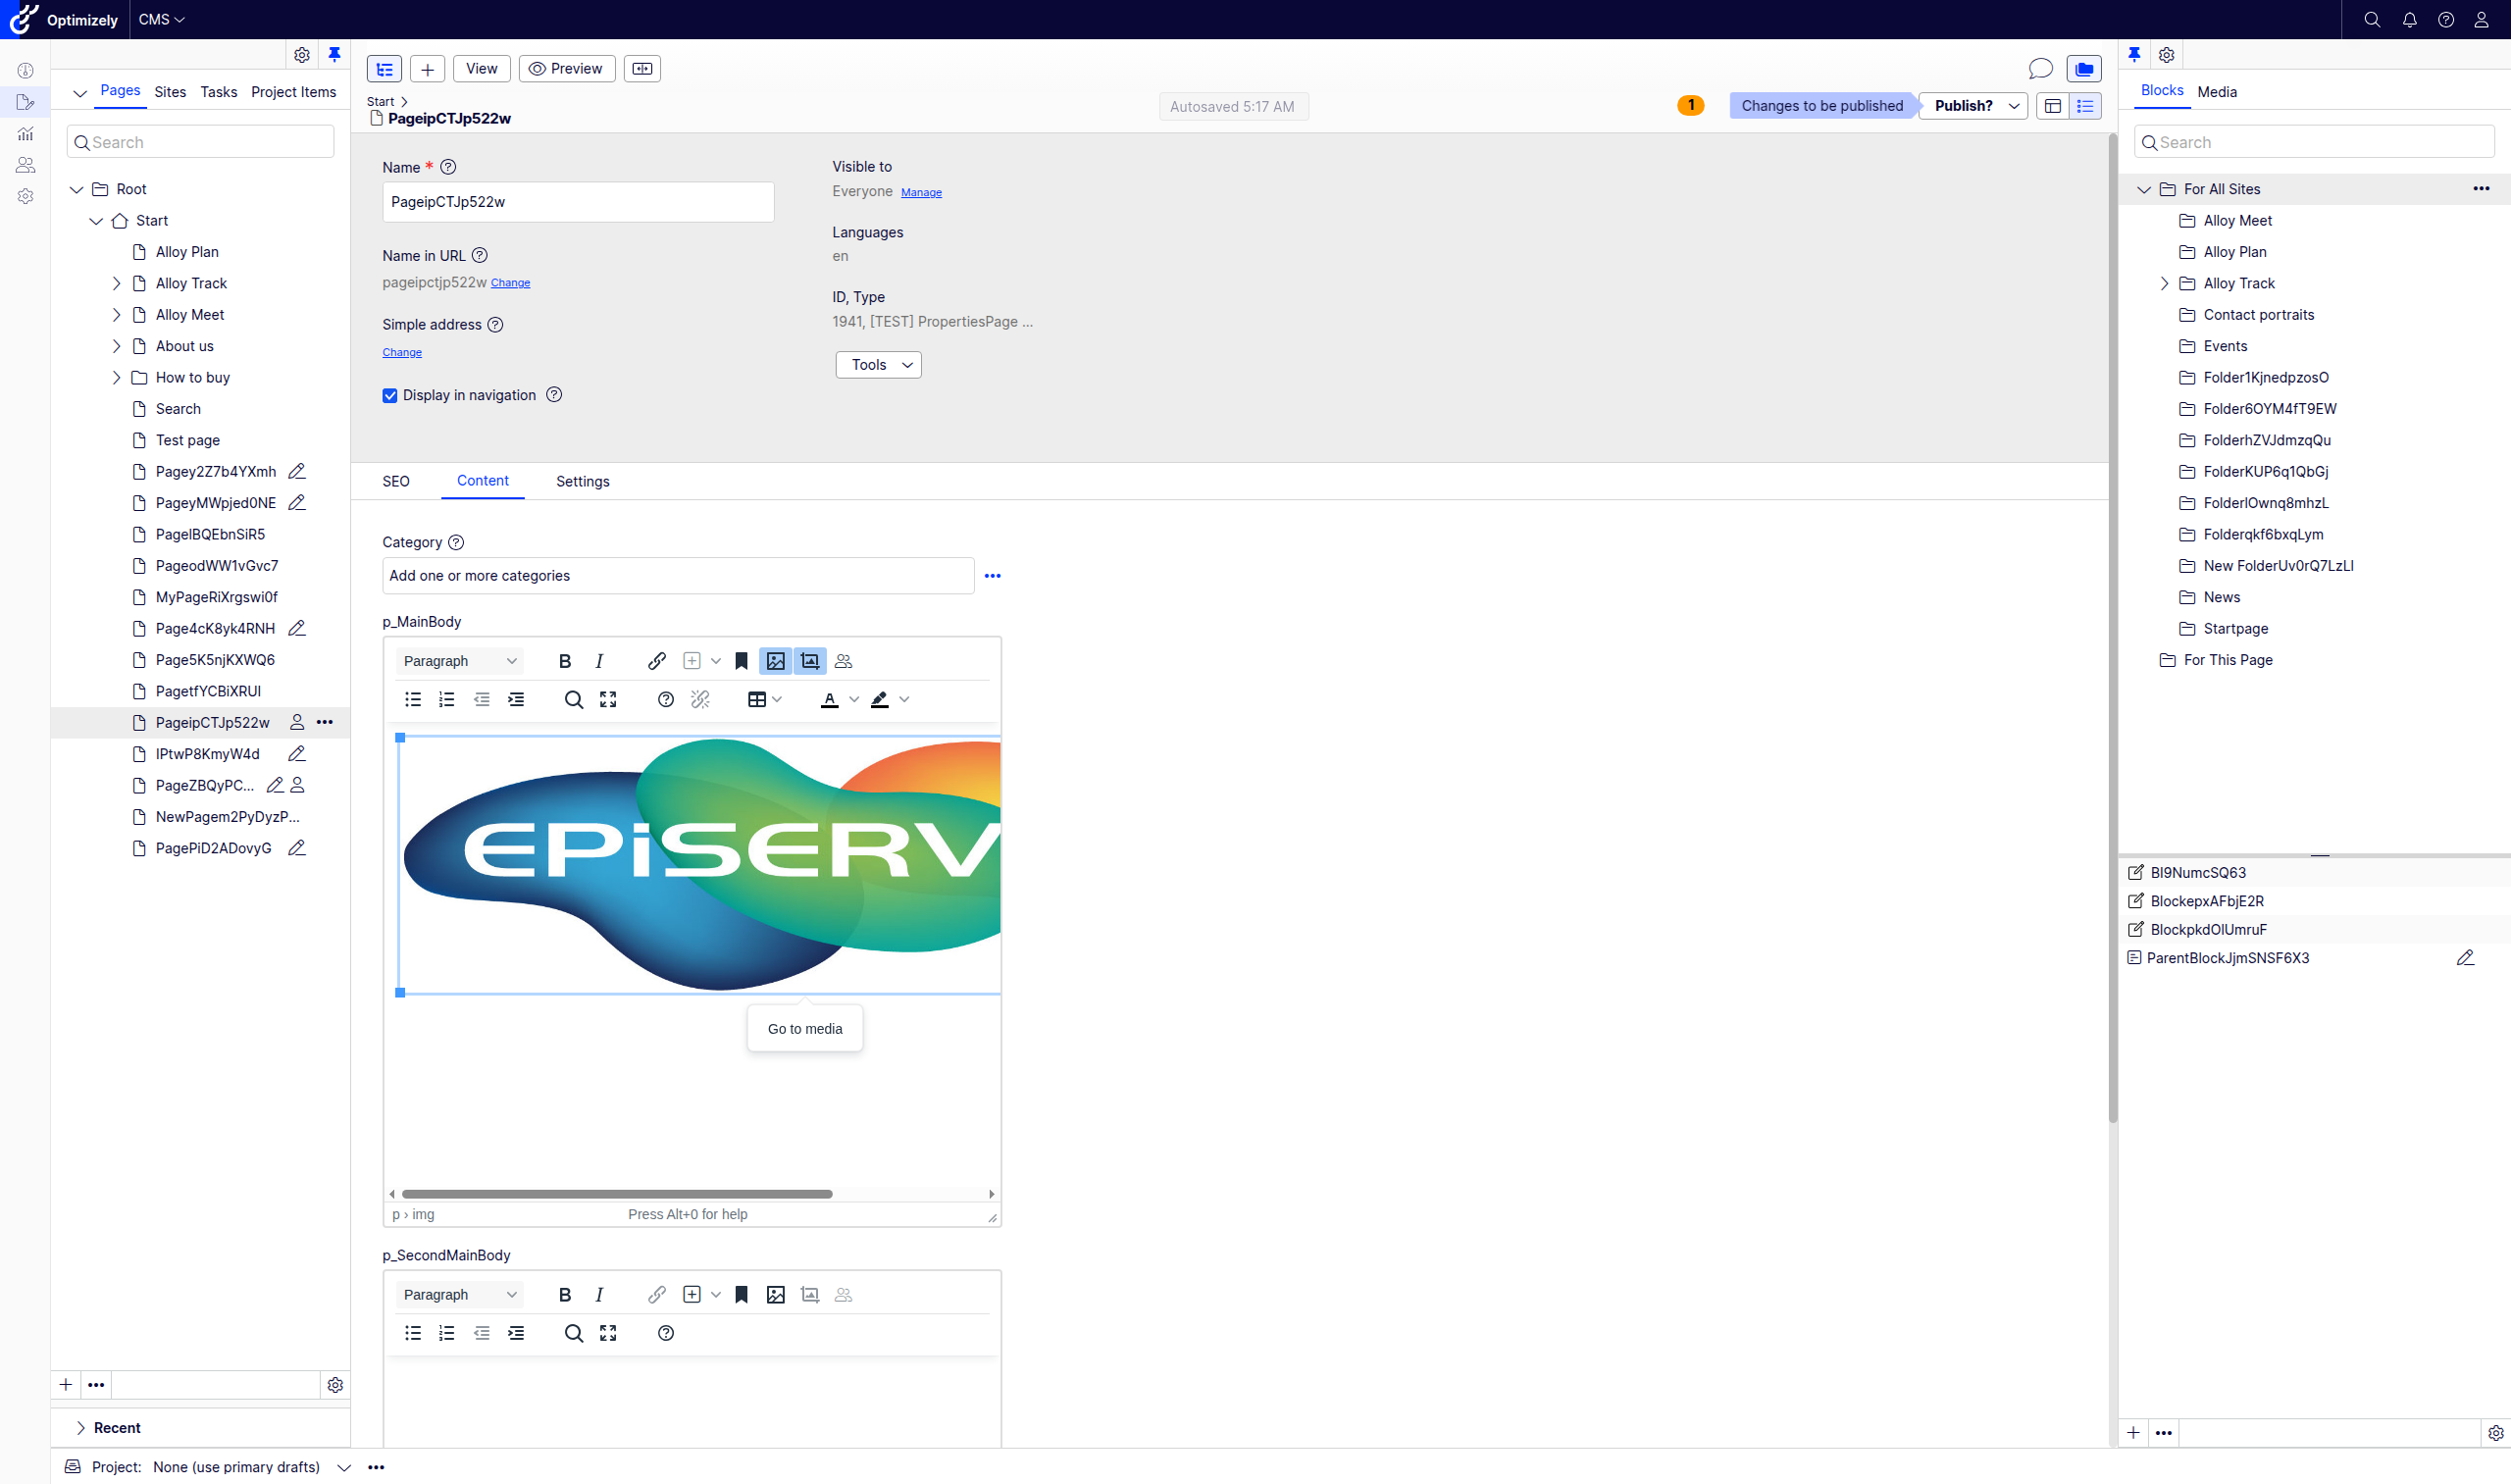 Optimizely
CMS
Pages
Sites
Tasks
Project Items
Search
Root
Start
Alloy Plan
Alloy Track
Alloy Meet
About us
How to buy
Search
Test page
Pagey2Z7b4YXmh
PageyMWpjed0NE
PagelBQEbnSiR5
PageodWW1vGvc7
MyPageRiXrgswi0f
Page4cK8yk4RNH
Page5K5njKXWQ6
PagetfYCBiXRUI
PageipCTJp522w
IPtwP8KmyW4d
PageZBQyPC...
NewPagem2PyDyzP...
PagePiD2ADovyG
Recent
Project: None (use primary drafts)
View
Preview
Start
PageipCTJp522w
Autosaved 5:17 AM
1
Changes to be published
Publish?
Name *
PageipCTJp522w
Name in URL
pageipctjp522w Change
Simple address
Change
Display in navigation
Visible to
Everyone Manage
Languages
en
ID, Type
1941, [TEST] PropertiesPage ...
Tools
SEO
Content
Settings
Category
Add one or more categories
p_MainBody
Paragraph
B I
EPiSERV
Go to media
p › img
Press Alt+0 for help
p_SecondMainBody
Paragraph
B I
Blocks
Media
Search
For All Sites
Alloy Meet
Alloy Plan
Alloy Track
Contact portraits
Events
Folder1KjnedpzosO
Folder6OYM4fT9EW
FolderhZVJdmzqQu
FolderKUP6q1QbGj
FolderlOwnq8mhzL
Folderqkf6bxqLym
New FolderUv0rQ7LzLl
News
Startpage
For This Page
Bl9NumcSQ63
BlockepxAFbjE2R
BlockpkdOlUmruF
ParentBlockJjmSNSF6X3